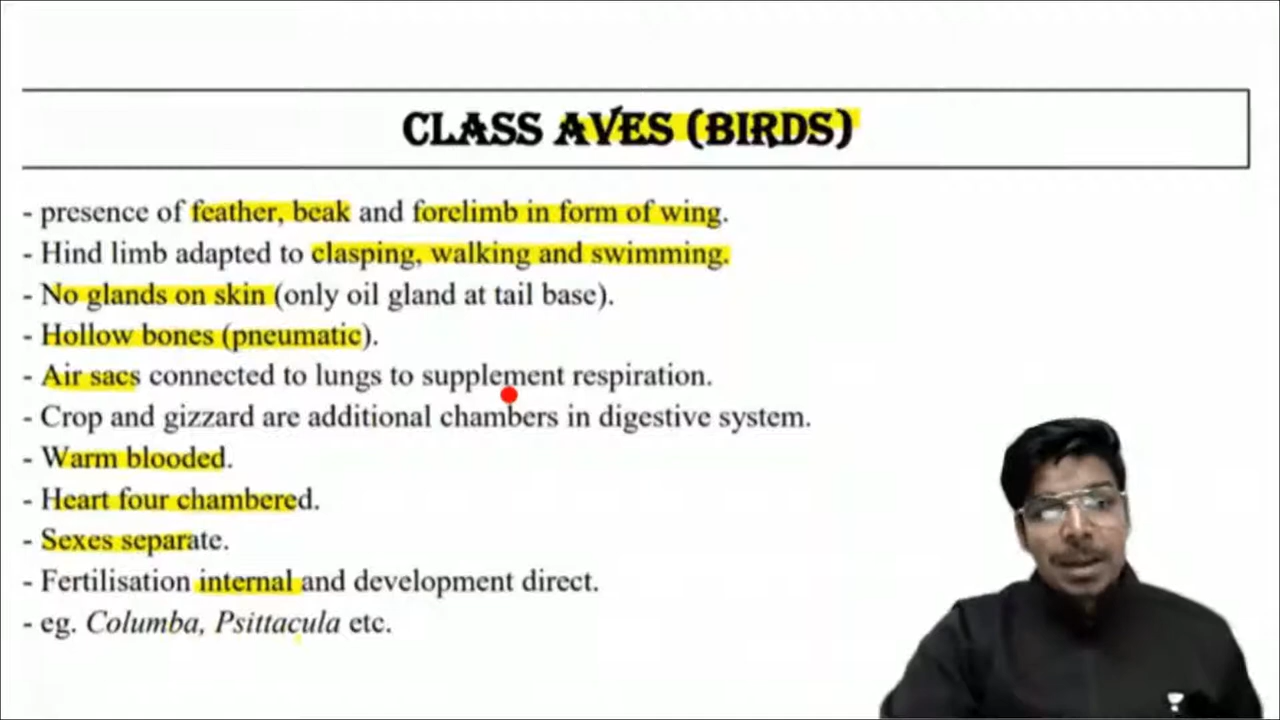 CLASS AVES (BIRDS)
- presence of feather, beak and forelimb in form of wing.
- Hind limb adapted to clasping, walking and swimming.
- No glands on skin (only oil gland at tail base).
- Hollow bones (pneumatic).
- Air sacs connected to lungs to supplement respiration.
- Crop and gizzard are additional chambers in digestive system.
- Warm blooded.
- Heart four chambered.
- Sexes separate.
- Fertilisation internal and development direct.
- eg. Columba, Psittacula etc.